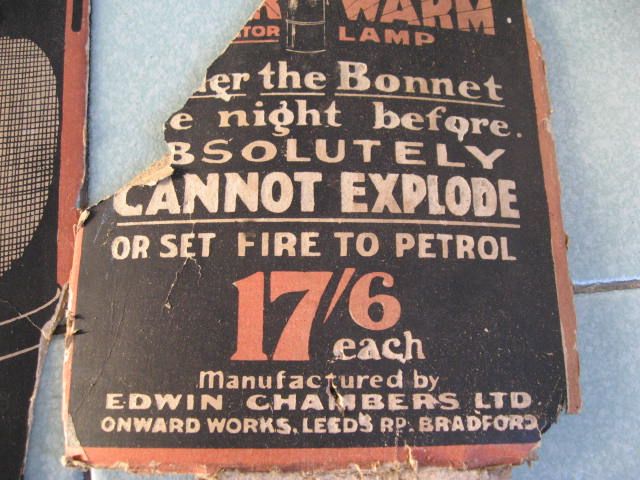 WARM
LAMP
the Bonnet
night before.
CANNOT EXPLODE
OR SET FIRE TO PETROL
17/6
each
Manufactured by
EDWIN CHAMBERS LTD
ONWARD WORKS, LEEDS RD. BRADFORD